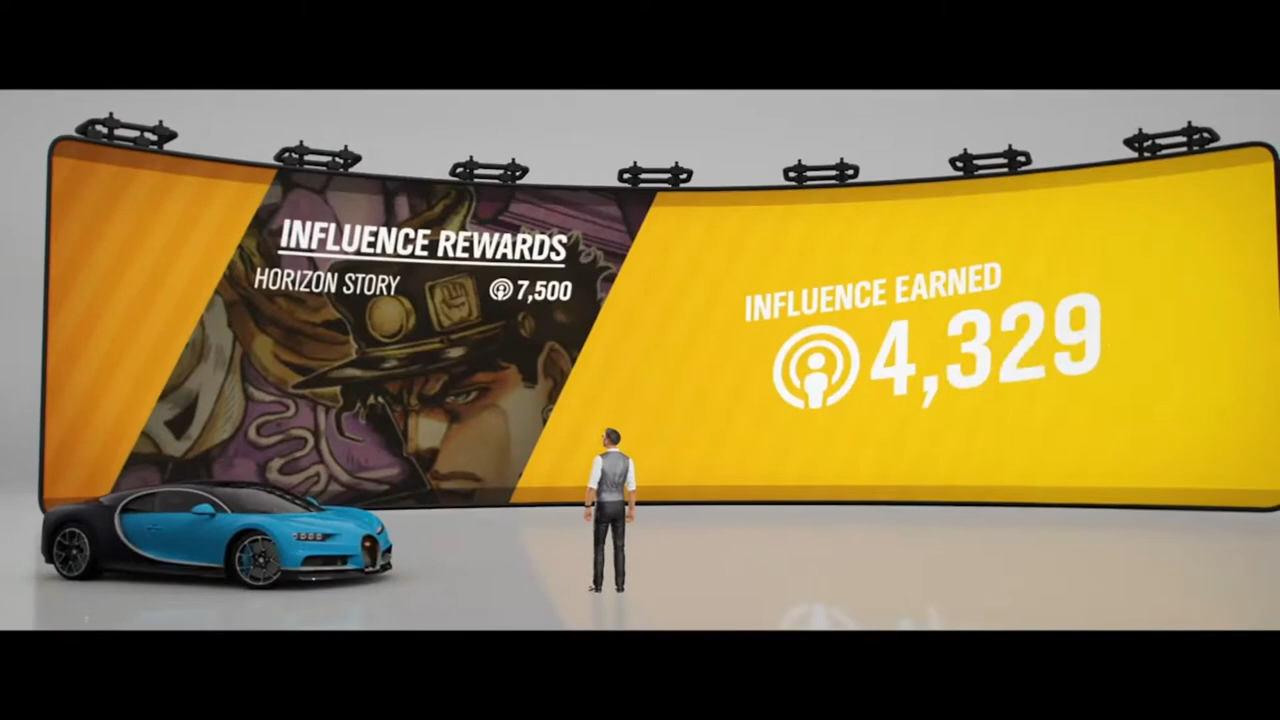 INFLUENCE REWARDS
HORIZON STORY 7,500
INFLUENCE EARNED
4,329